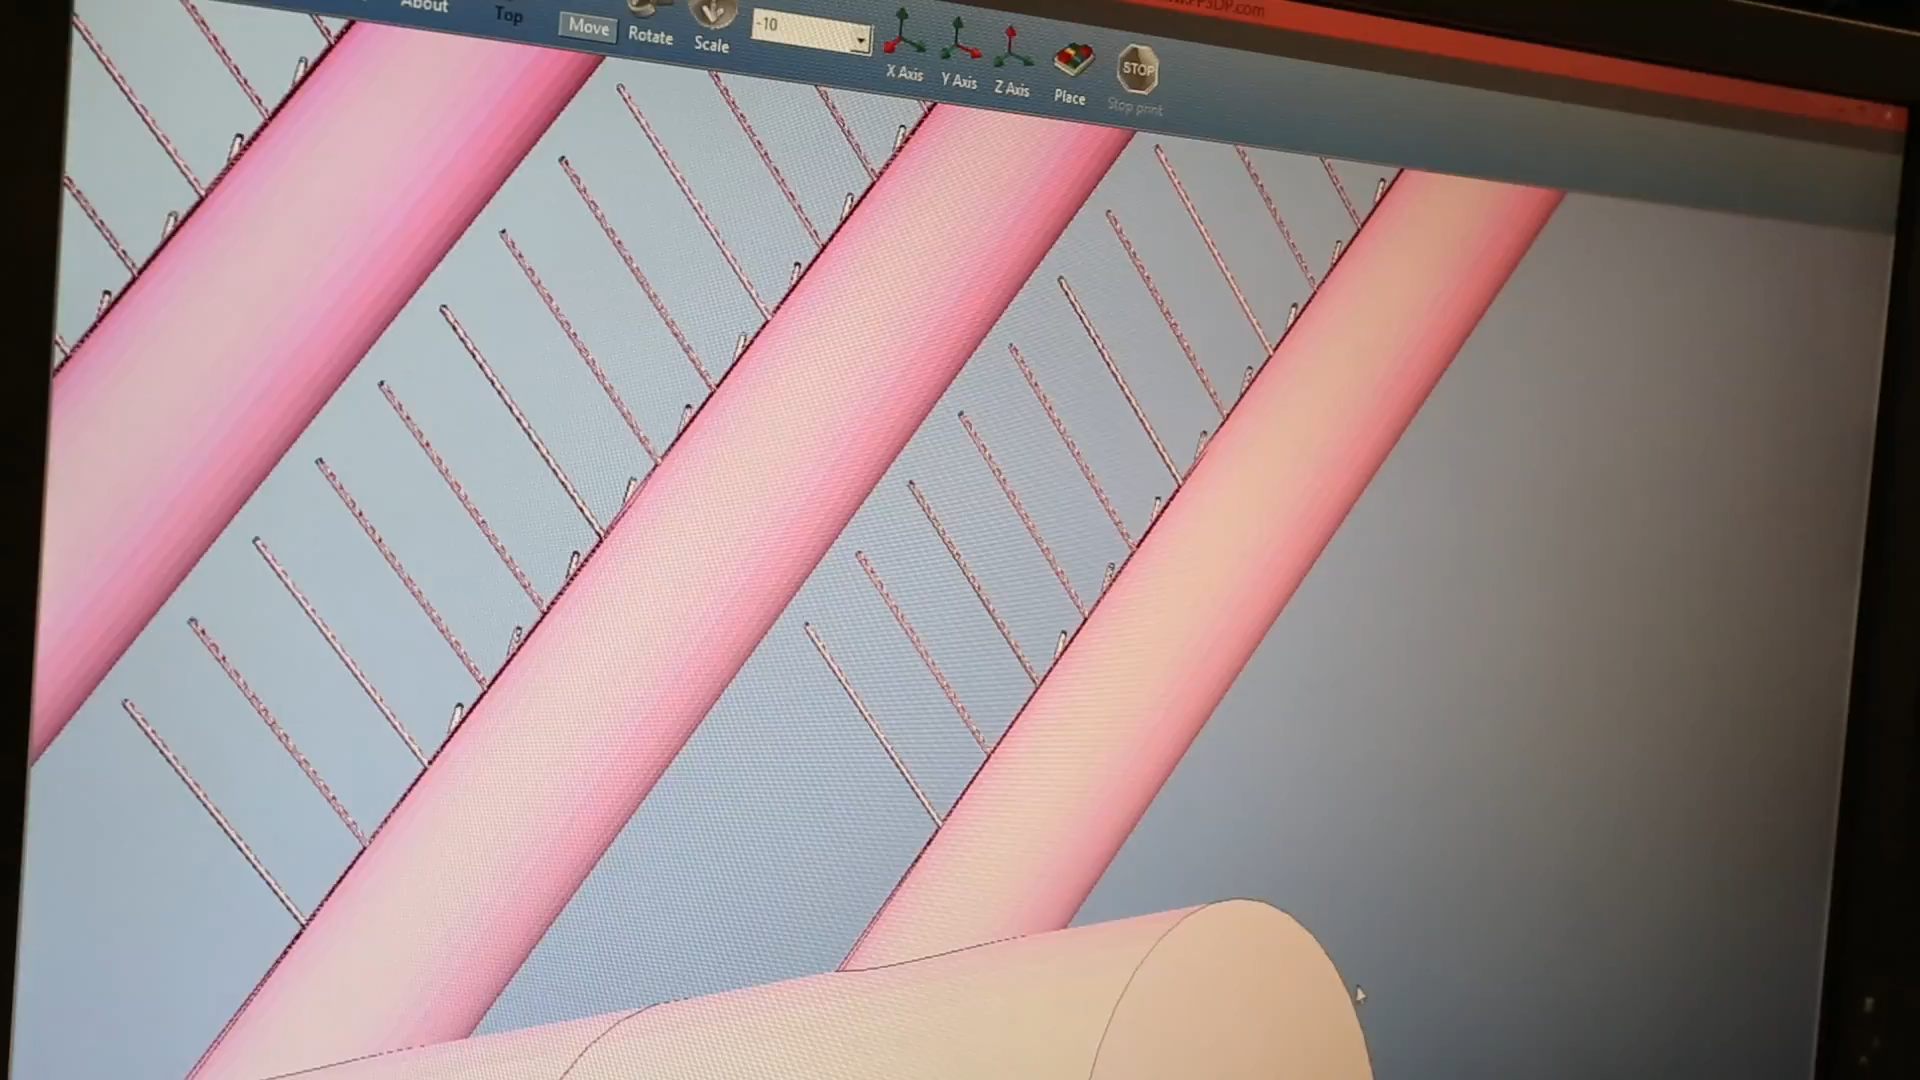 About
Top
Move
Rotate
Scale
-10
X Axis
Y Axis
Z Axis
Place
STOP
Stop print